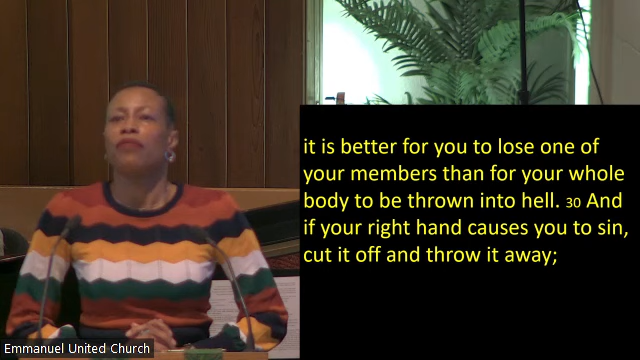 it is better for you to lose one of
your members than for your whole
body to be thrown into hell. 30 And
if your right hand causes you to sin,
cut it off and throw it away;
Emmanuel United Church